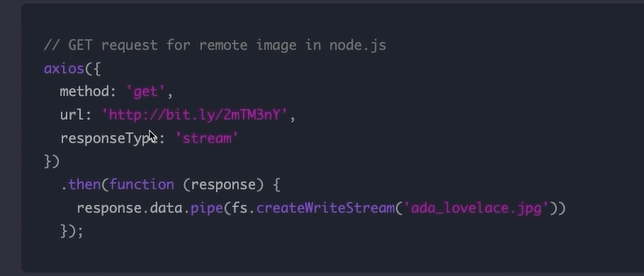 // GET request for remote image in node.js
axios({
  method: 'get',
  url: 'http://bit.ly/2mTM3nY',
  responseType: 'stream'
})
  .then(function (response) {
    response.data.pipe(fs.createWriteStream('ada_lovelace.jpg'))
  });